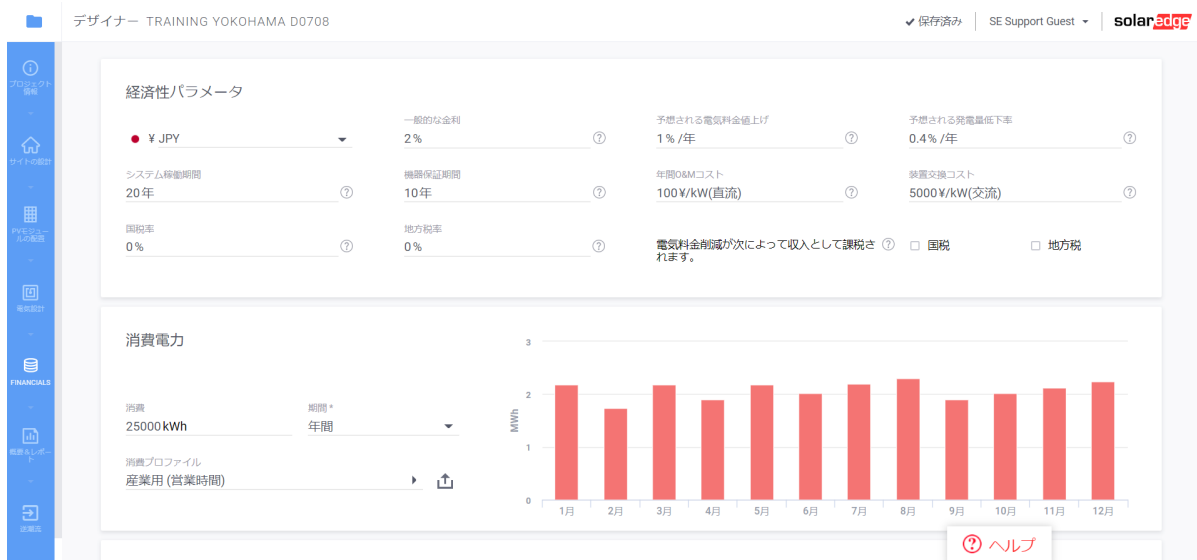 デザイナー TRAINING YOKOHAMA D0708
保存済み
SE Support Guest
solaredge
プロジェクト
情報
サイトの設計
PVモジュー
ルの配置
電気設計
FINANCIALS
概要&レポー
ト
経済性パラメータ
¥ JPY
一般的な金利
2%
予想される電気料金値上げ
1%/年
予想される発電量低下率
0.4%/年
システム稼働期間
20年
機器保証期間
10年
年間O&Mコスト
100¥/kW(直流)
装置交換コスト
5000¥/kW(交流)
国税率
0%
地方税率
0%
電気料金削減が次によって収入として課税さ
れます。
国税
地方税
消費電力
消費
25000kWh
期間*
年間
消費プロファイル
産業用 (営業時間)
MWh
3
2
1
0
1月 2月 3月 4月 5月 6月 7月 8月 9月 10月 11月 12月
ヘルプ